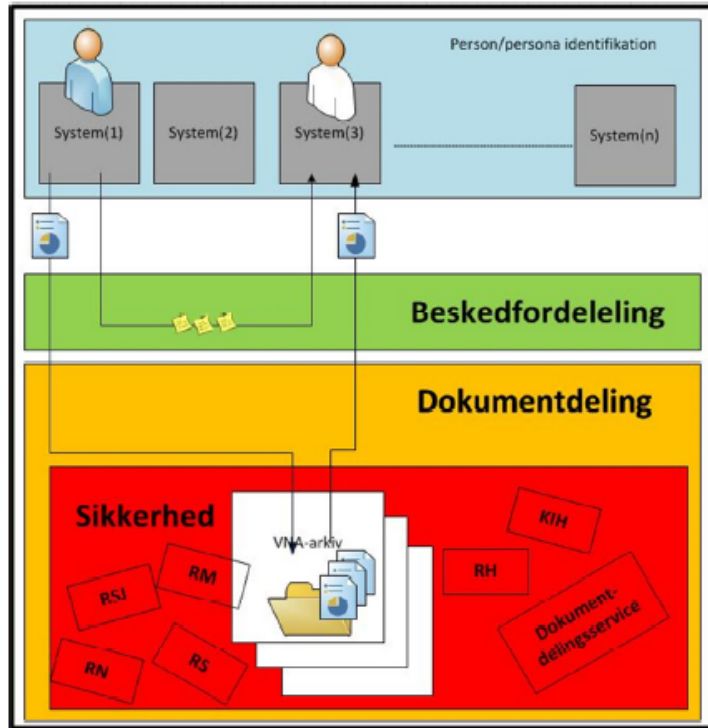 Person/persona identifikation
System(1)
System(2)
System(3)
System(n)
Beskedfordeleling
Dokumentdeling
Sikkerhed
VNA-arkiv
KIH
RM
RH
RSJ
Dokument-
delingsservice
RS
RN